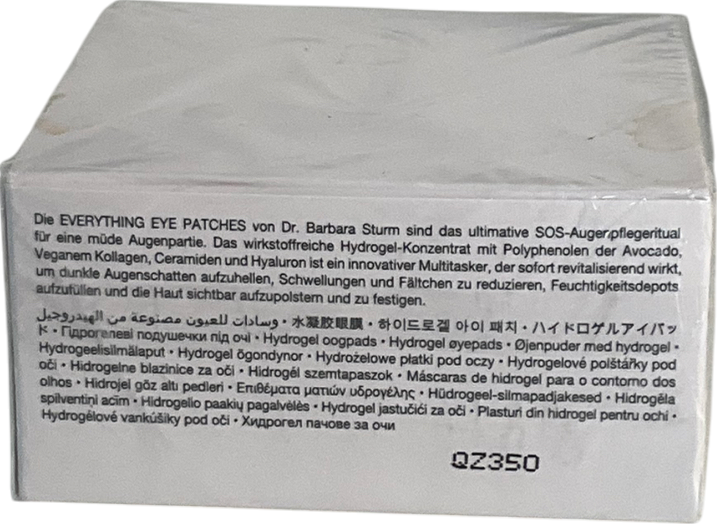 Die EVERYTHING EYE PATCHES von Dr. Barbara Sturm sind das ultimative SOS-Augenpflegeritual
für eine müde Augenpartie. Das wirkstoffreiche Hydrogel-Konzentrat mit Polyphenolen der Avocado,
Veganem Kollagen, Ceramiden und Hyaluron ist ein innovativer Multitasker, der sofort revitalisierend wirkt,
um dunkle Augenschatten aufzuhellen, Schwellungen und Fältchen zu reduzieren, Feuchtigkeitsdepots
aufzufüllen und die Haut sichtbar aufzupolstern und zu festigen.
وسادات للعيون مصنوعة من الهيدروجيل • 水凝胶眼膜 • 하이드로겔 아이 패치 • ハイドロゲルアイパッ
ド • Гідрогелеві подушечки під очі • Hydrogel oogpads • Hydrogel øyepads • Øjenpuder med hydrogel •
Hydrogeelisilmälaput • Hydrogel ögondynor • Hydrożelowe płatki pod oczy • Hydrogelové polštářky pod
oči • Hidrogelne blazinice za oči • Hidrogél szemtapaszok • Máscaras de hidrogel para o contorno dos
olhos • Hidrojel göz altı pedleri • Επιθέματα ματιών υδρογέλης • Hüdrogeel-silmapadjakesed • Hidrogēla
spilventiņi acīm • Hidrogelio paakių pagalvėlės • Hydrogel jastučići za oči • Plasturi din hidrogel pentru ochi •
Hydrogélové vankúšiky pod oči • Хидрогел пачове за очи
QZ350